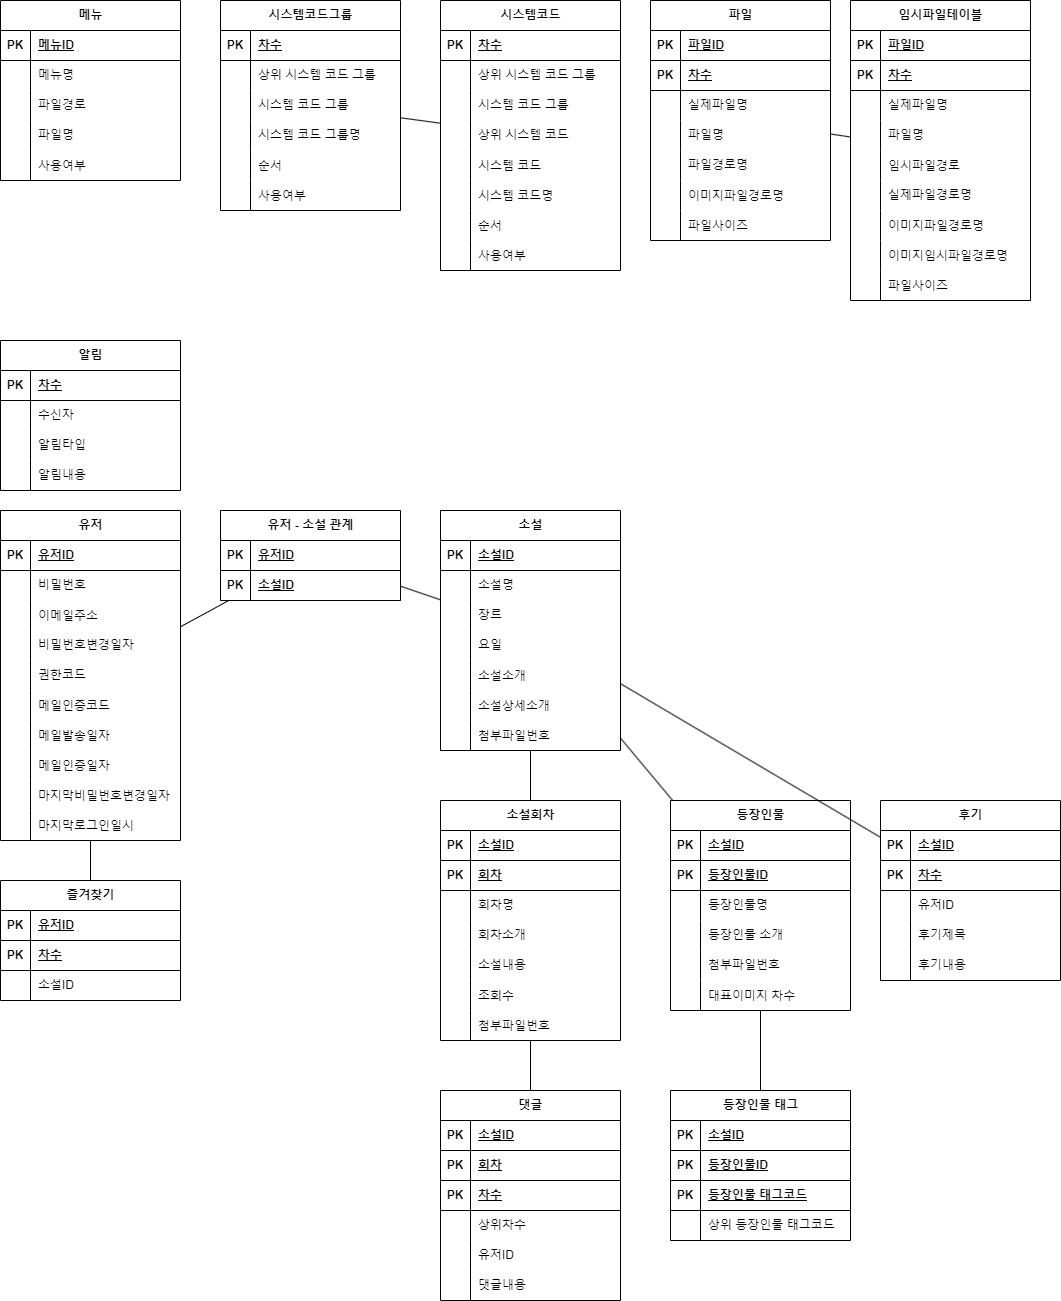 메뉴
PK 메뉴ID
메뉴명
파일경로
파일명
사용여부
시스템코드그룹
PK 차수
상위 시스템 코드 그룹
시스템 코드 그룹
시스템 코드 그룹명
순서
사용여부
시스템코드
PK 차수
상위 시스템 코드 그룹
시스템 코드 그룹
상위 시스템 코드
시스템 코드
시스템 코드명
순서
사용여부
파일
PK 파일ID
PK 차수
실제파일명
파일명
파일경로명
이미지파일경로명
파일사이즈
임시파일테이블
PK 파일ID
PK 차수
실제파일명
파일명
임시파일경로
실제파일경로명
이미지파일경로명
이미지임시파일경로명
파일사이즈
알림
PK 차수
수신자
알림타입
알림내용
유저
PK 유저ID
비밀번호
이메일주소
비밀번호변경일자
권한코드
메일인증코드
메일발송일자
메일인증일자
마지막비밀번호변경일자
마지막로그인일시
유저 - 소설 관계
PK 유저ID
PK 소설ID
소설
PK 소설ID
소설명
장르
요일
소설소개
소설상세소개
첨부파일번호
즐겨찾기
PK 유저ID
PK 차수
소설ID
소설회차
PK 소설ID
PK 회차
회차명
회차소개
소설내용
조회수
첨부파일번호
등장인물
PK 소설ID
PK 등장인물ID
등장인물명
등장인물 소개
첨부파일번호
대표이미지 차수
후기
PK 소설ID
PK 차수
유저ID
후기제목
후기내용
댓글
PK 소설ID
PK 회차
PK 차수
상위차수
유저ID
댓글내용
등장인물 태그
PK 소설ID
PK 등장인물ID
PK 등장인물 태그코드
상위 등장인물 태그코드